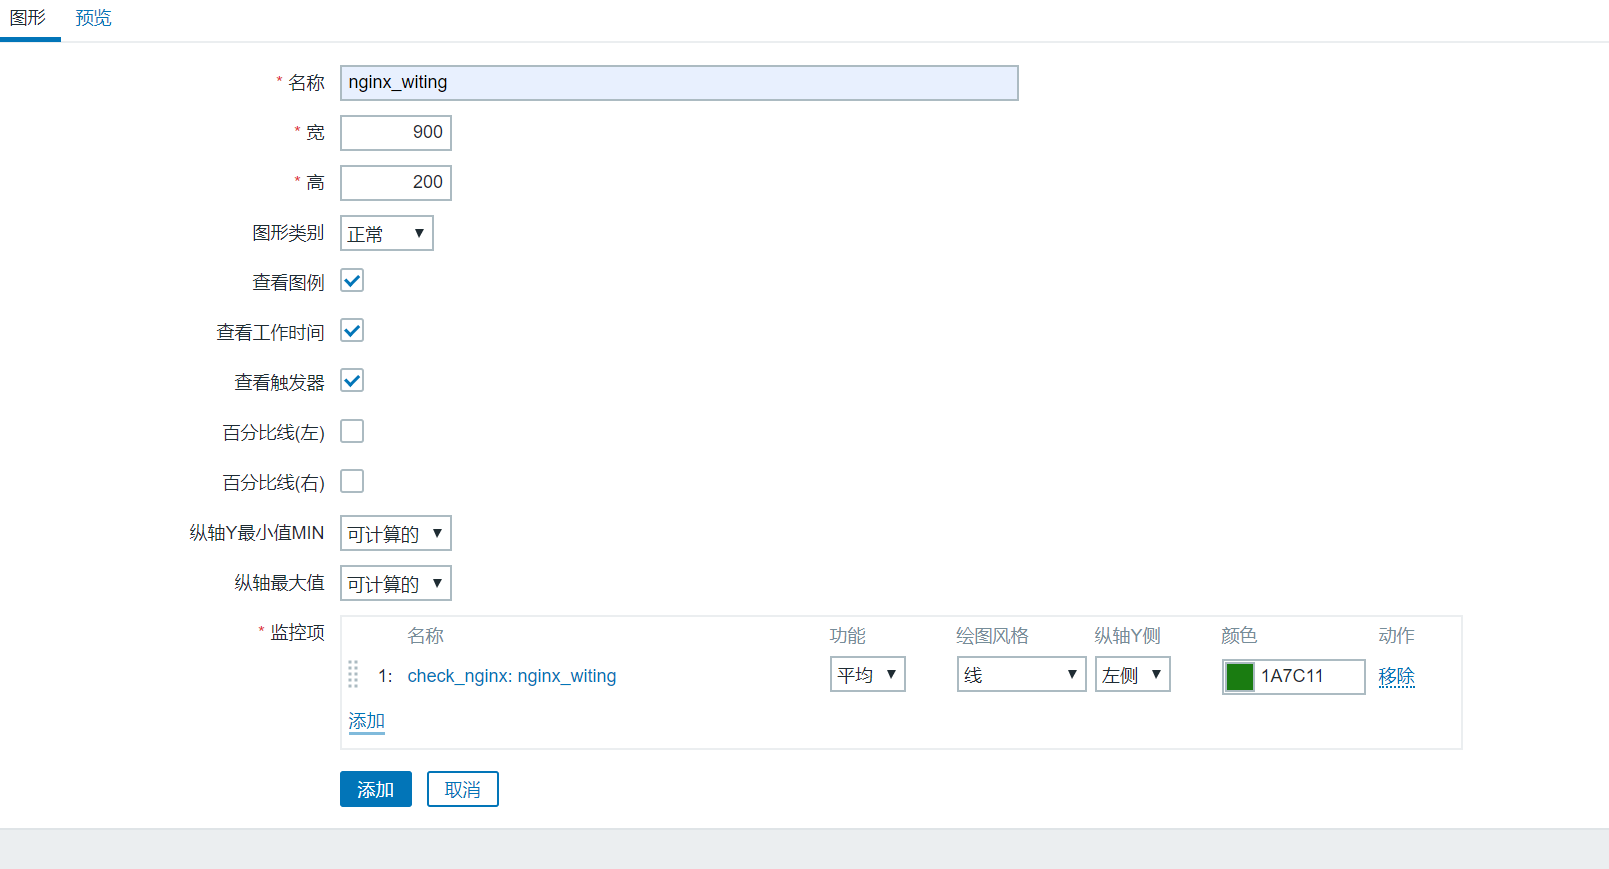 图形 预览
* 名称 nginx_witing
* 宽 900
* 高 200
图形类别 正常
查看图例
查看工作时间
查看触发器
百分比线(左)
百分比线(右)
纵轴Y最小值MIN 可计算的
纵轴最大值 可计算的
* 监控项 名称 功能 绘图风格 纵轴Y侧 颜色 动作
1: check_nginx: nginx_witing 平均 线 左侧 1A7C11 移除
添加
添加 取消